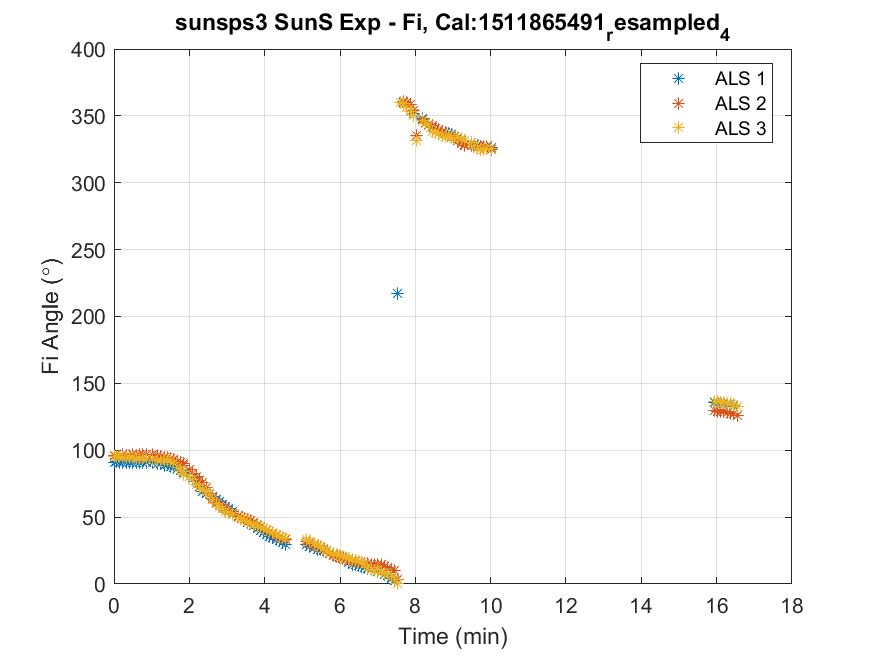 sunsps3 SunS Exp - Fi, Cal:1511865491_resampled_4
400
350
300
250
200
150
100
50
0
Fi Angle (°)
0 2 4 6 8 10 12 14 16 18
Time (min)
ALS 1
ALS 2
ALS 3